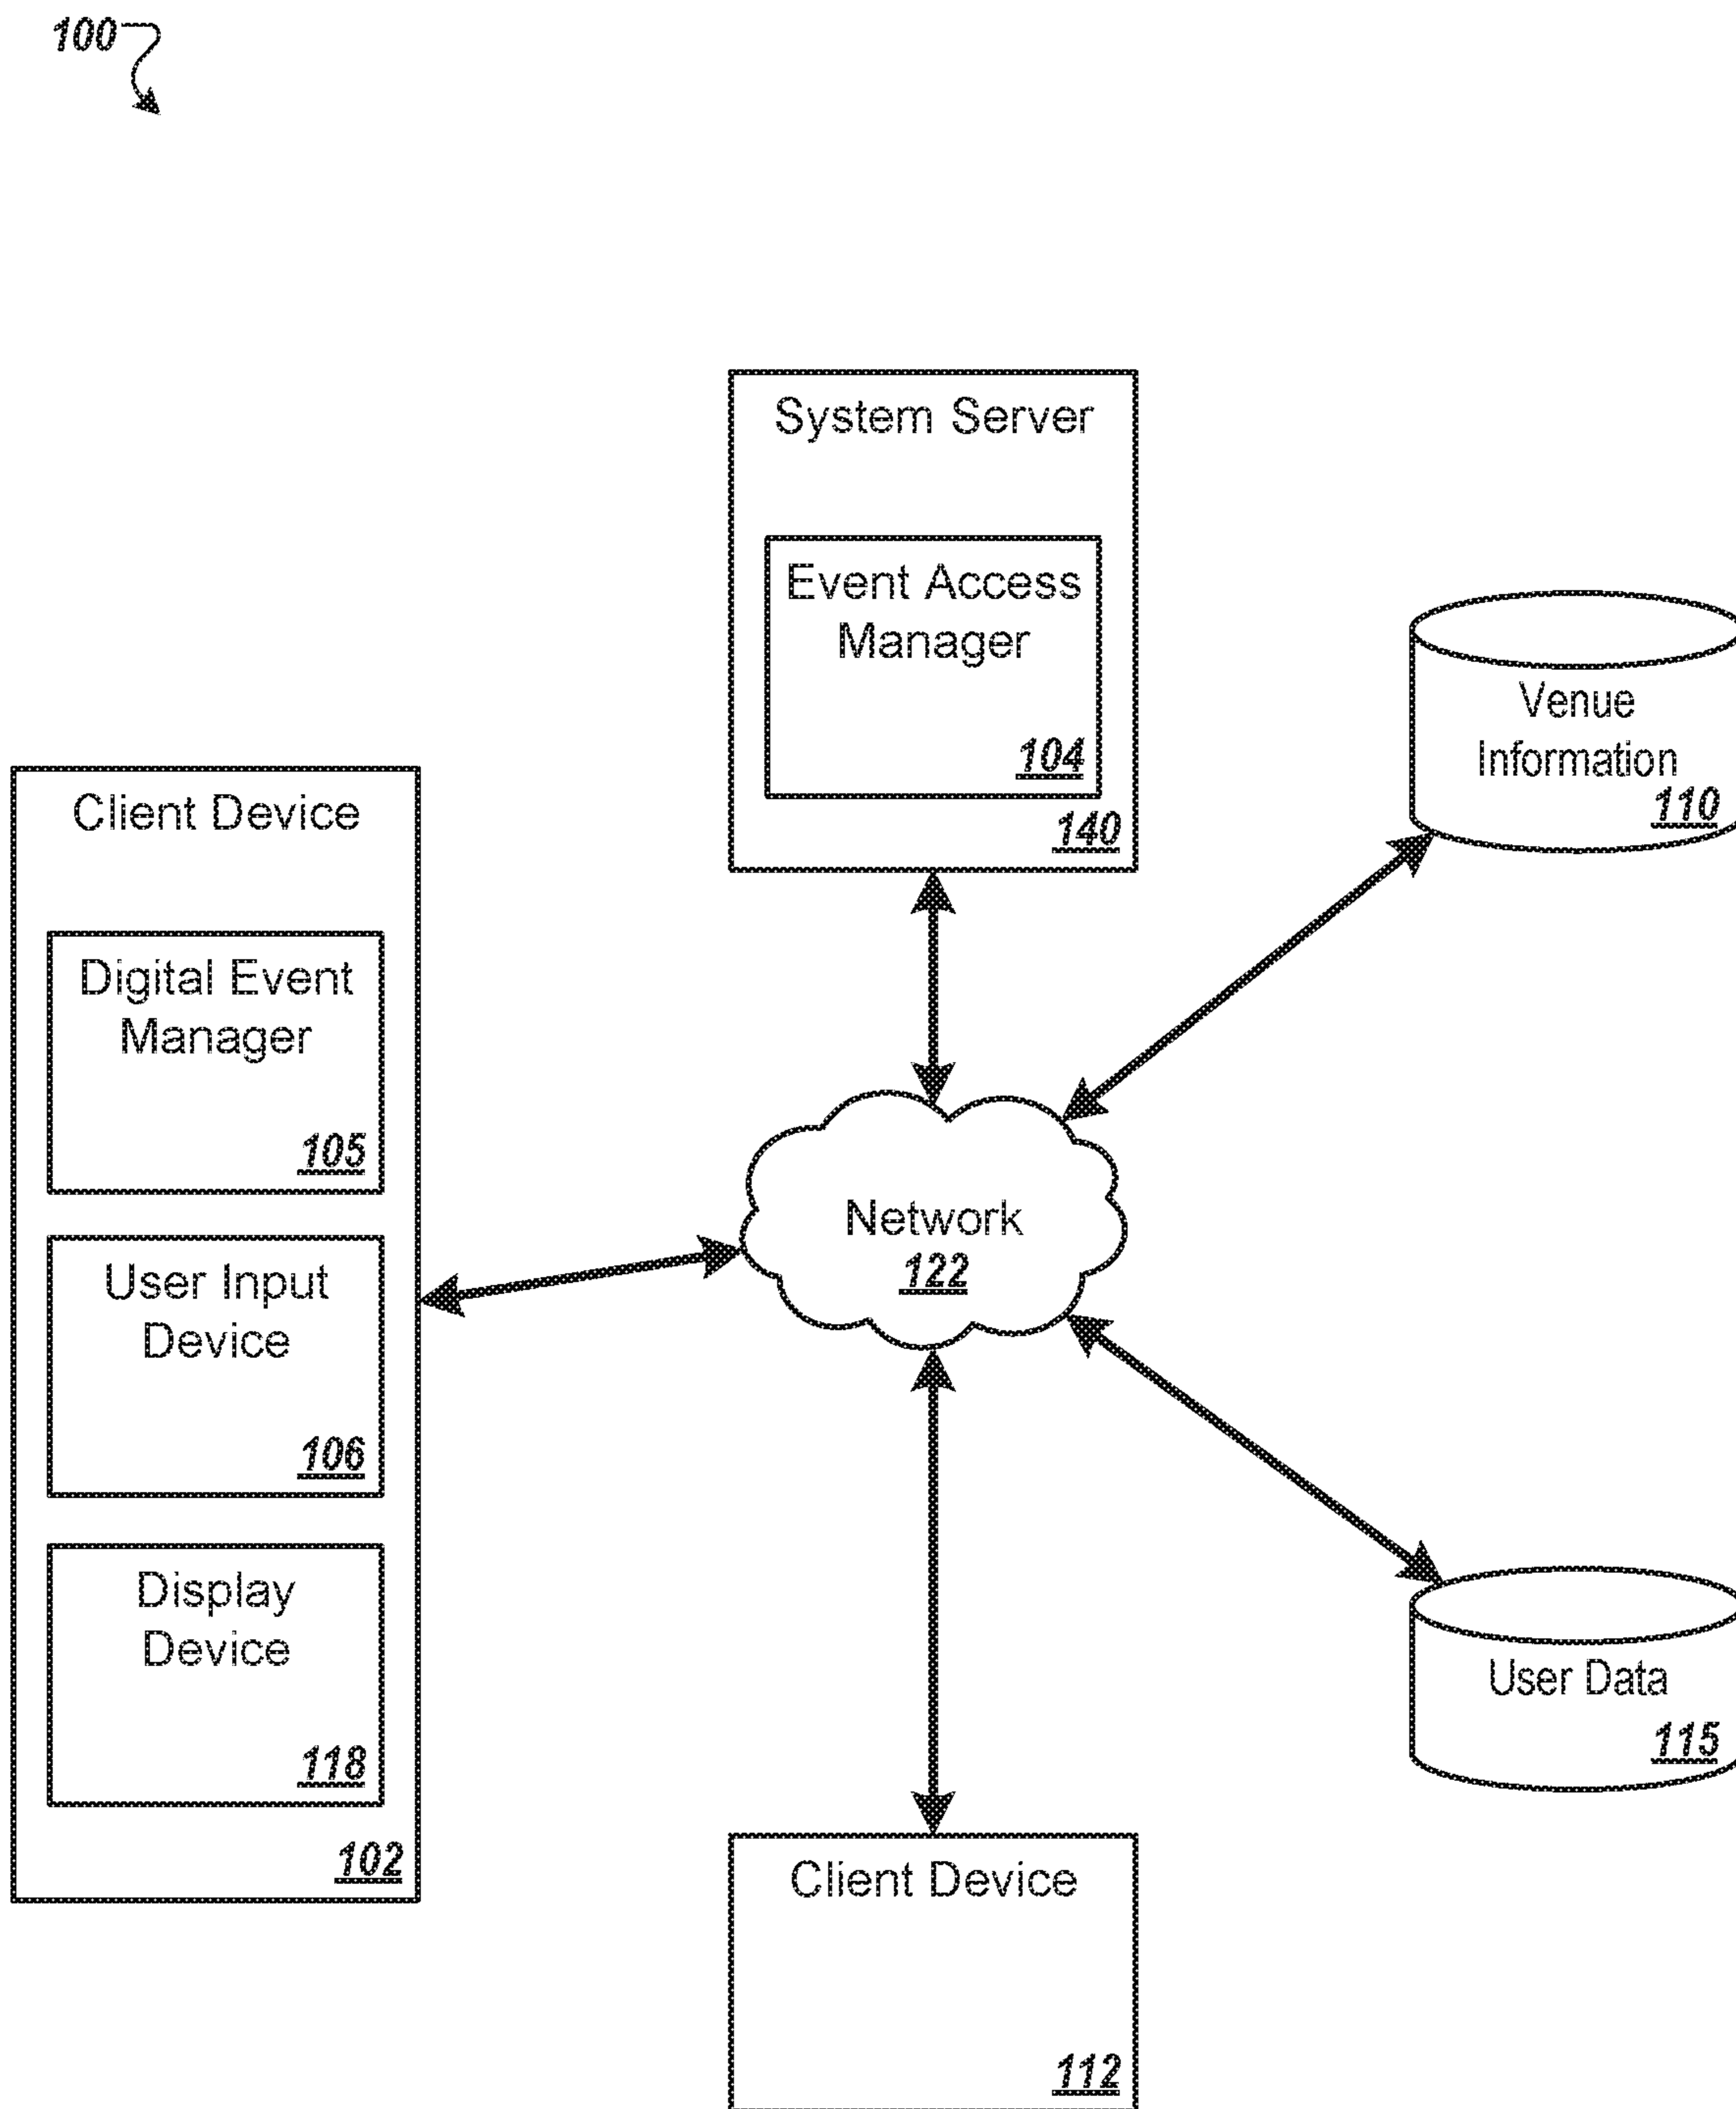 100
System Server
Event Access
Manager
104
140
Venue
Information
110
Client Device
Digital Event
Manager
105
User Input
Device
106
Display
Device
118
102
Network
122
User Data
115
Client Device
112